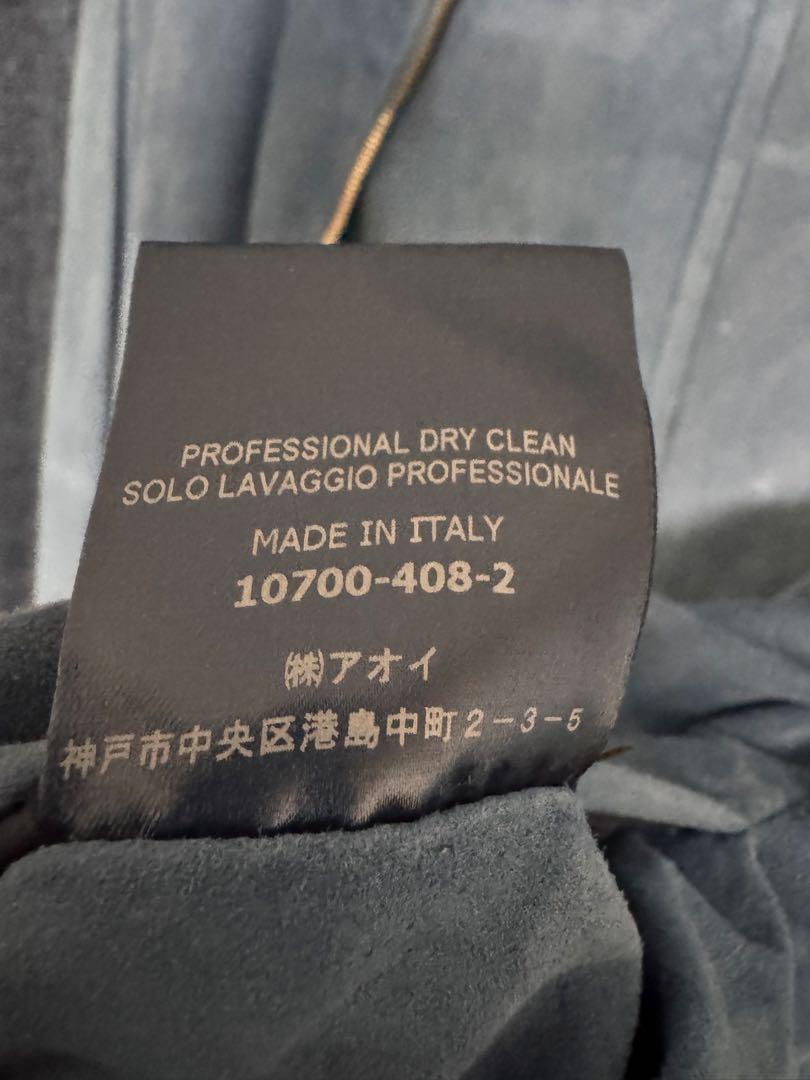 PROFESSIONAL DRY CLEAN
SOLO LAVAGGIO PROFESSIONALE
MADE IN ITALY
10700-408-2
㈱アオイ
神戸市中央区港島中町2-3-5